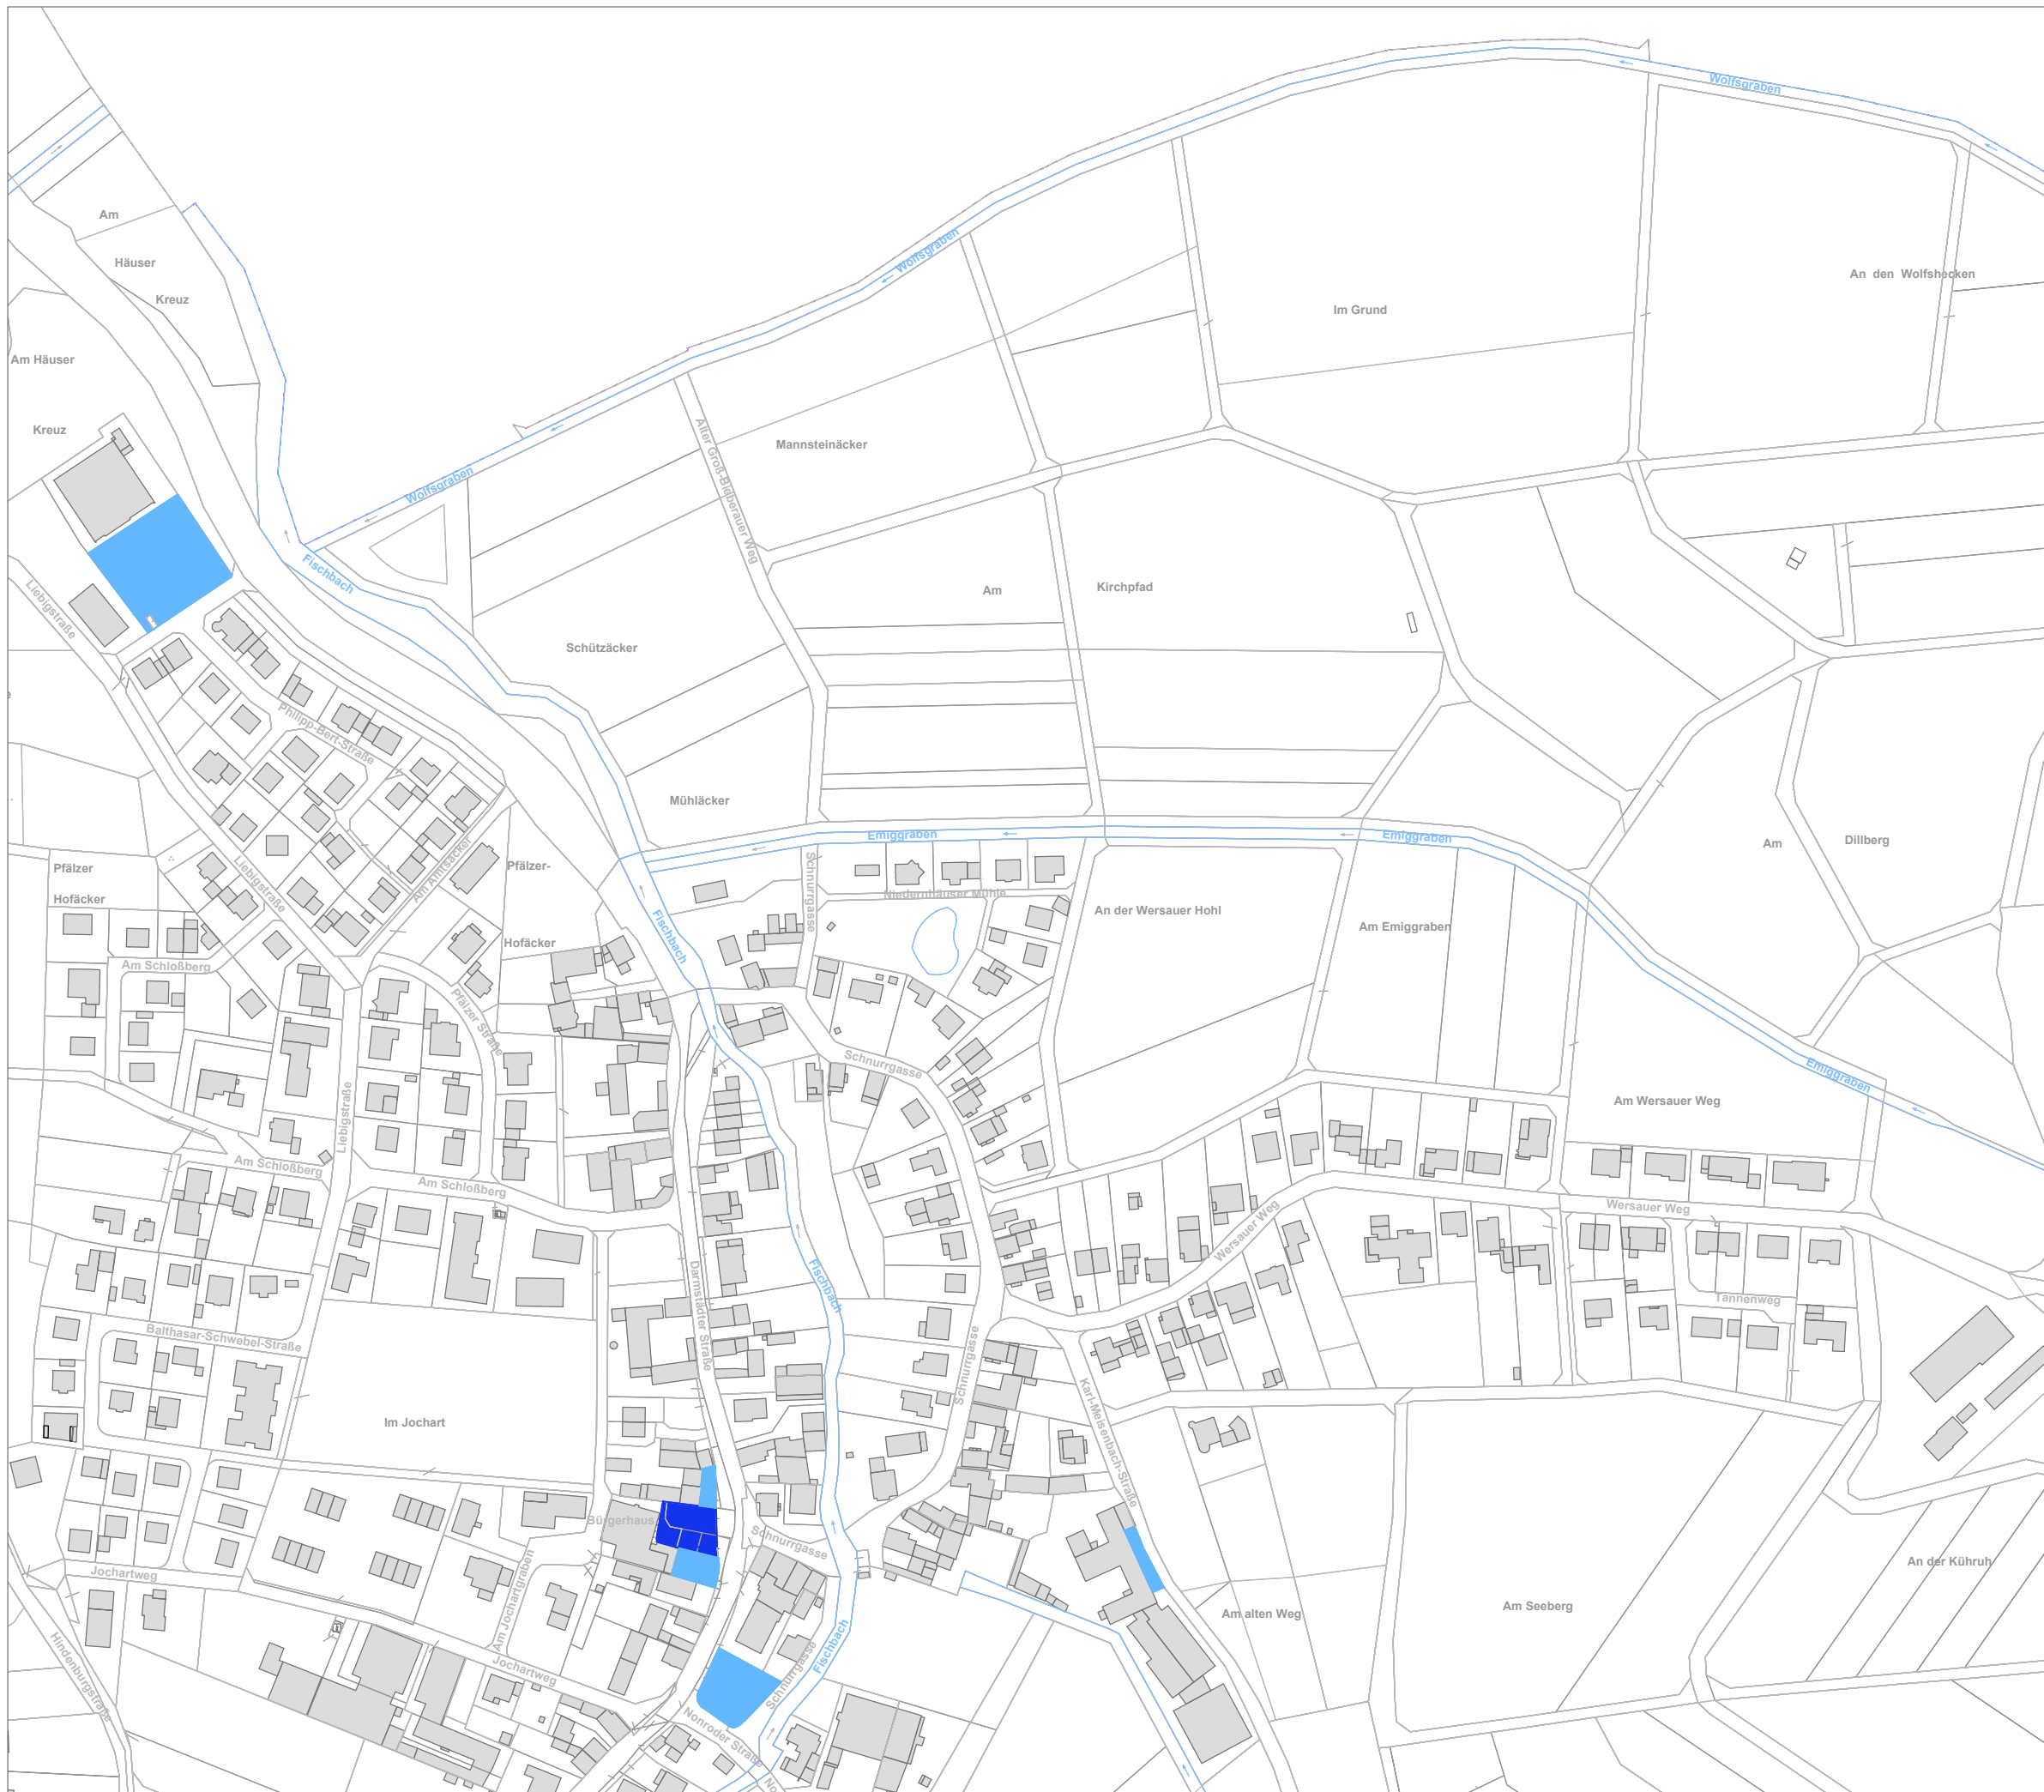 Wolfsgraben
Am
Häuser
Kreuz
Wolfsgraben
An den Wolfshecken
Im Grund
Am Häuser
Kreuz
Alter Groß-Bieberauer Weg
Mannsteinäcker
Wolfsgraben
Fischbach
Liebigstraße
Am
Kirchpfad
Schützäcker
Philipp-Bert-Straße
Mühläcker
Emiggraben
Emiggraben
Am
Dillberg
Pfälzer
Hofäcker
Liebigstraße
Am Amtsäcker
Pfälzer-
Hofäcker
Schnurrgasse
Niedernhäuser Mühle
An der Wersauer Hohl
Am Emiggraben
Fischbach
Am Schloßberg
Pfälzer Straße
Schnurrgasse
Emiggraben
Am Wersauer Weg
Liebigstraße
Am Schloßberg
Am Schloßberg
Wersauer Weg
Wersauer Weg
Darmstädter Straße
Fischbach
Tannenweg
Balthasar-Schwebel-Straße
Schnurrgasse
Im Jochart
Karl-Meisenbach-Straße
Bürgerhaus
Schnurrgasse
Jochartweg
Am Jochartgraben
An der Kühruh
Am alten Weg
Am Seeberg
Hindenburgstraße
Jochartweg
Schnurrgasse
Fischbach
Nonroder Straße
No